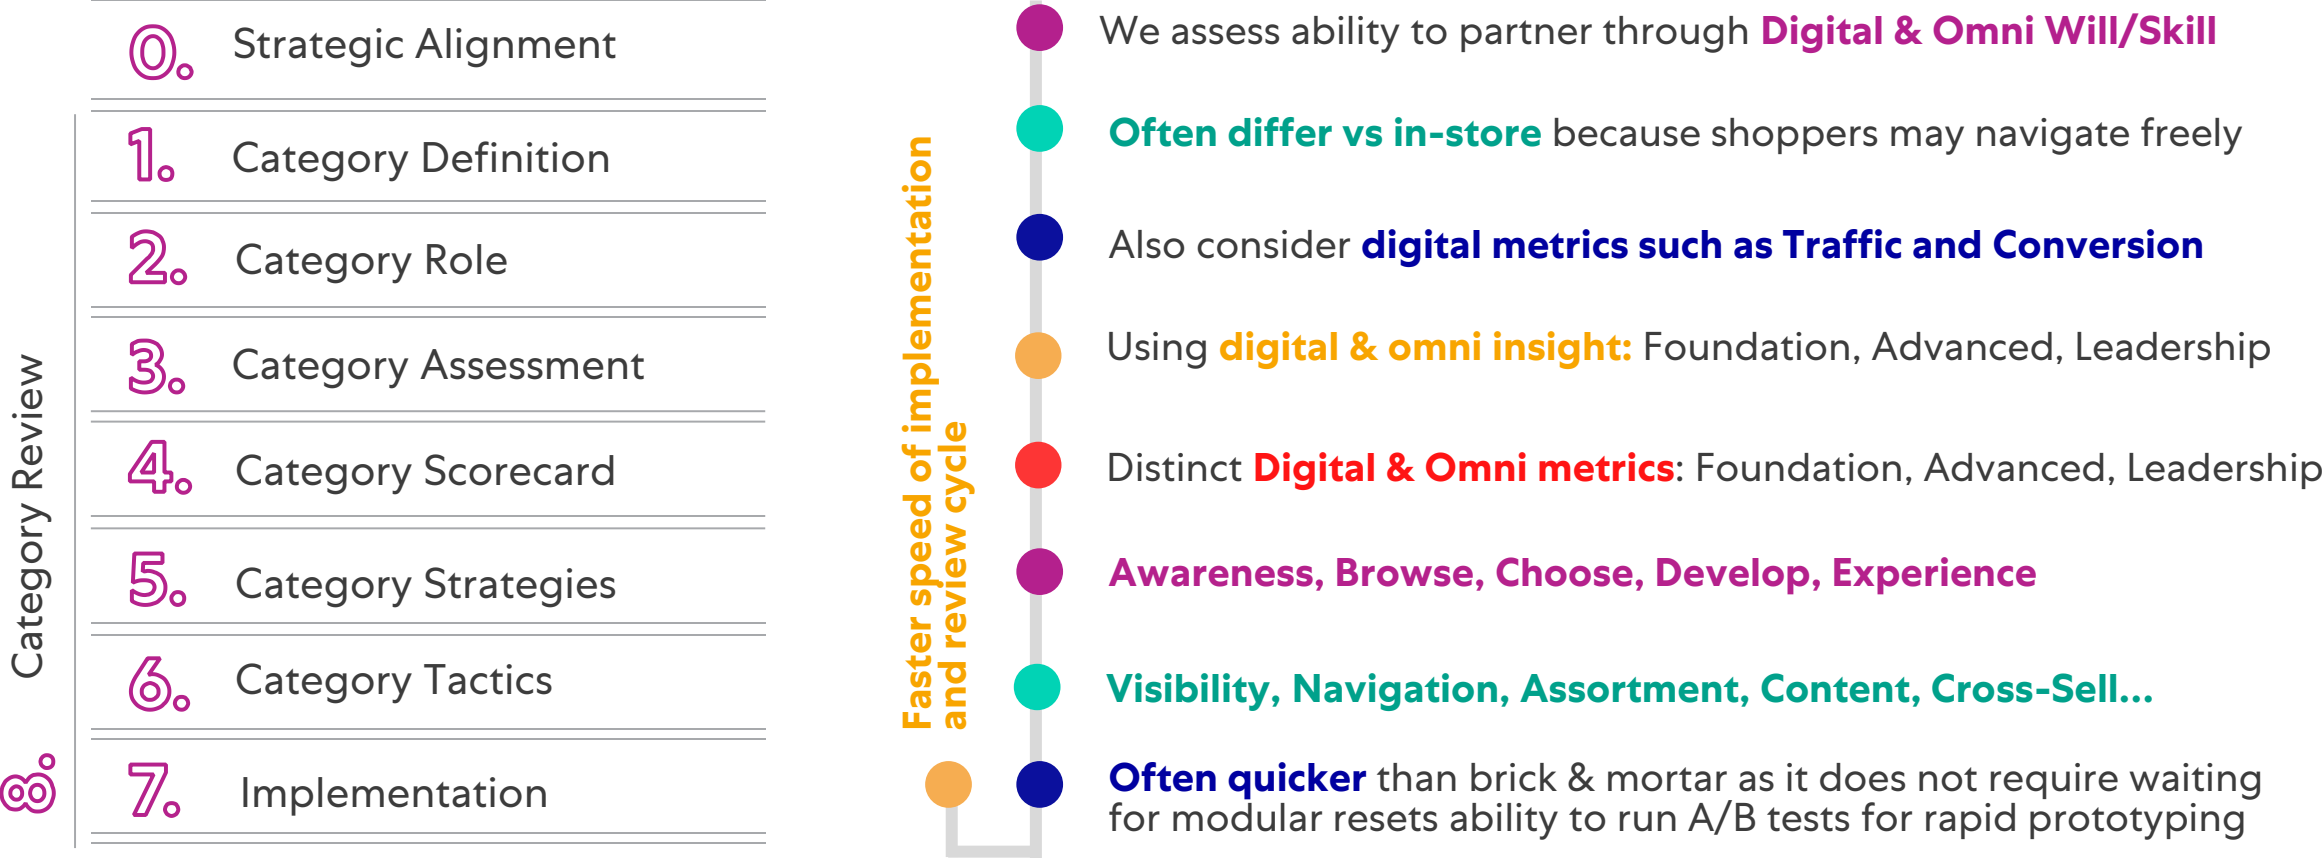 0. Strategic Alignment
We assess ability to partner through Digital & Omni Will/Skill
1. Category Definition
Often differ vs in-store because shoppers may navigate freely
2. Category Role
Also consider digital metrics such as Traffic and Conversion
3. Category Assessment
Using digital & omni insight: Foundation, Advanced, Leadership
4. Category Scorecard
Distinct Digital & Omni metrics: Foundation, Advanced, Leadership
5. Category Strategies
Awareness, Browse, Choose, Develop, Experience
6. Category Tactics
Visibility, Navigation, Assortment, Content, Cross-Sell...
7. Implementation
Often quicker than brick & mortar as it does not require waiting
for modular resets ability to run A/B tests for rapid prototyping
8. Category Review
Faster speed of implementation
and review cycle